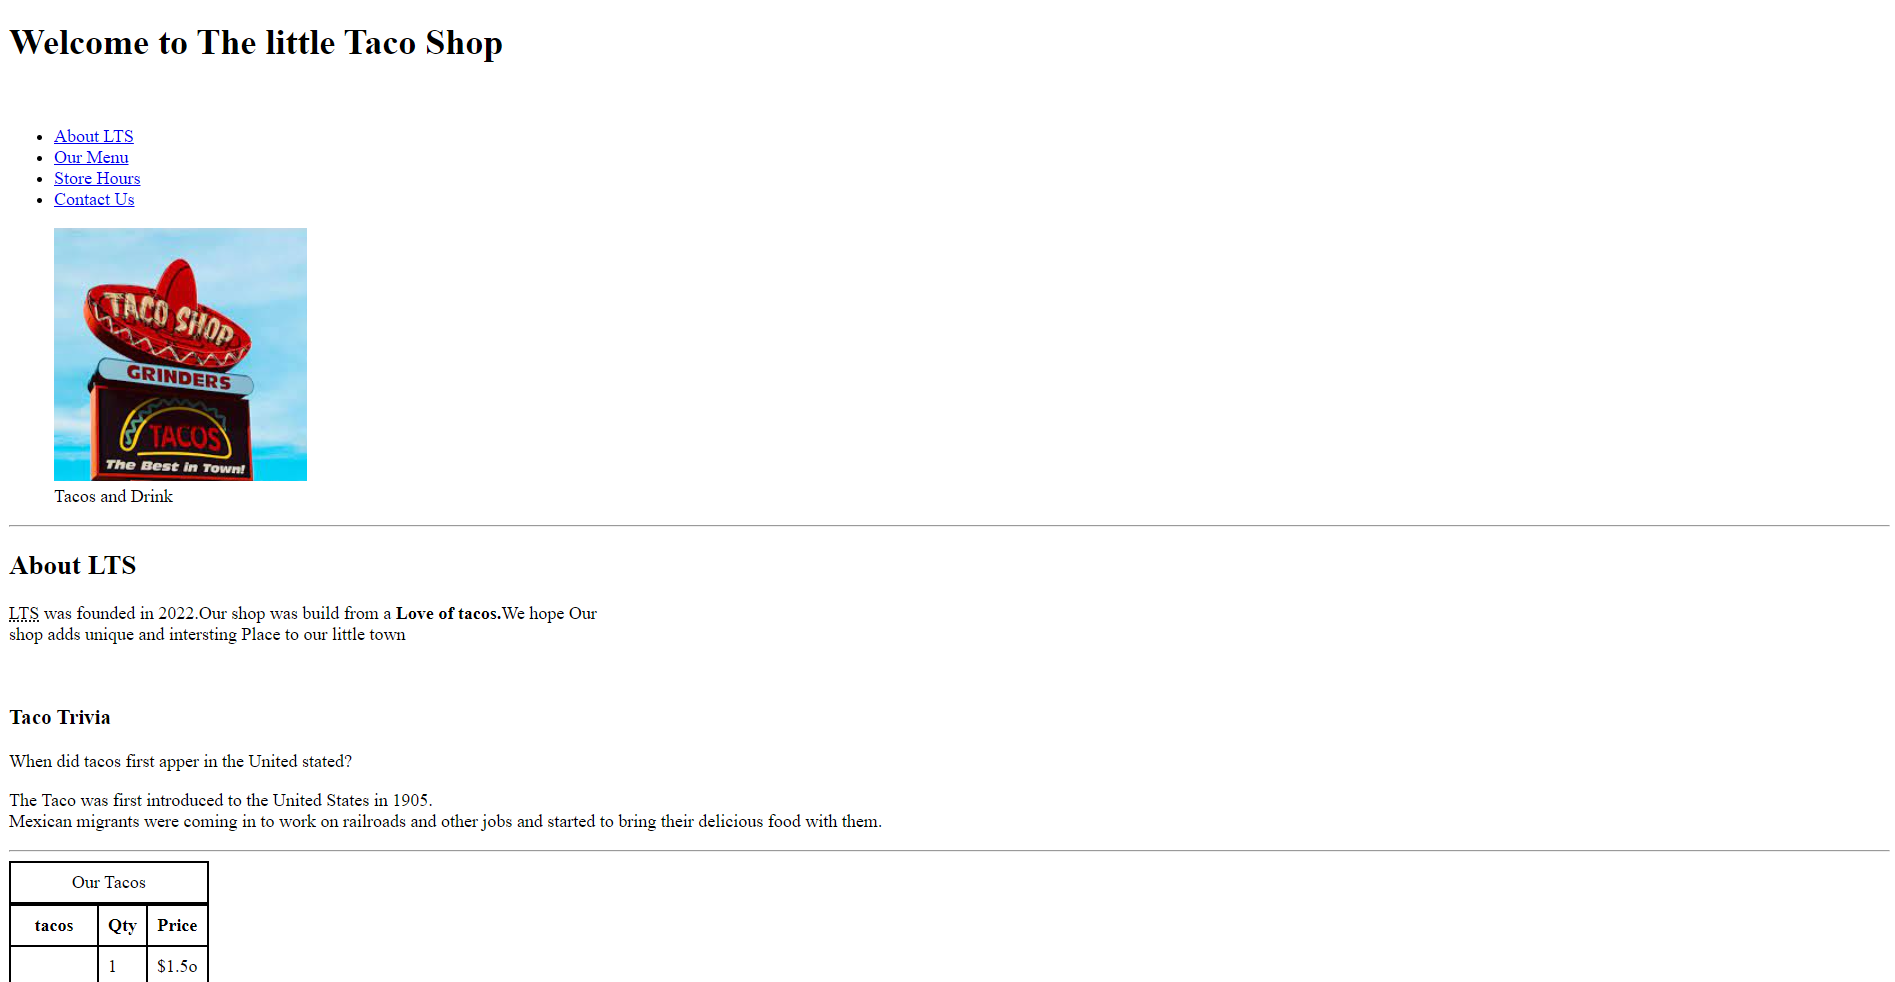 Welcome to The little Taco Shop
About LTS
Our Menu
Store Hours
Contact Us
TACO SHOP
GRINDERS
TACOS
The Best in Town!
Tacos and Drink
About LTS
LTS was founded in 2022.Our shop was build from a Love of tacos.We hope Our
shop adds unique and intersting Place to our little town
Taco Trivia
When did tacos first apper in the United stated?
The Taco was first introduced to the United States in 1905.
Mexican migrants were coming in to work on railroads and other jobs and started to bring their delicious food with them.
Our Tacos
tacos Qty Price
1 $1.5o